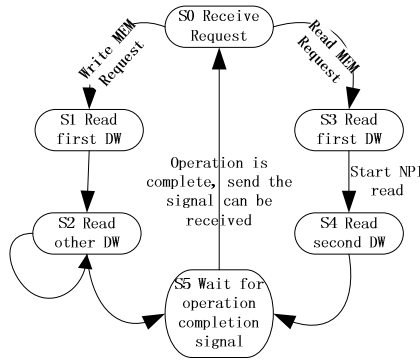 S0 Receive
Request
Write MEM
Request
Read MEM
Request
S1 Read
first DW
S3 Read
first DW
Operation is
complete, send the
signal can be
received
Start NPI
read
S2 Read
other DW
S4 Read
second DW
S5 Wait for
operation
completion
signal